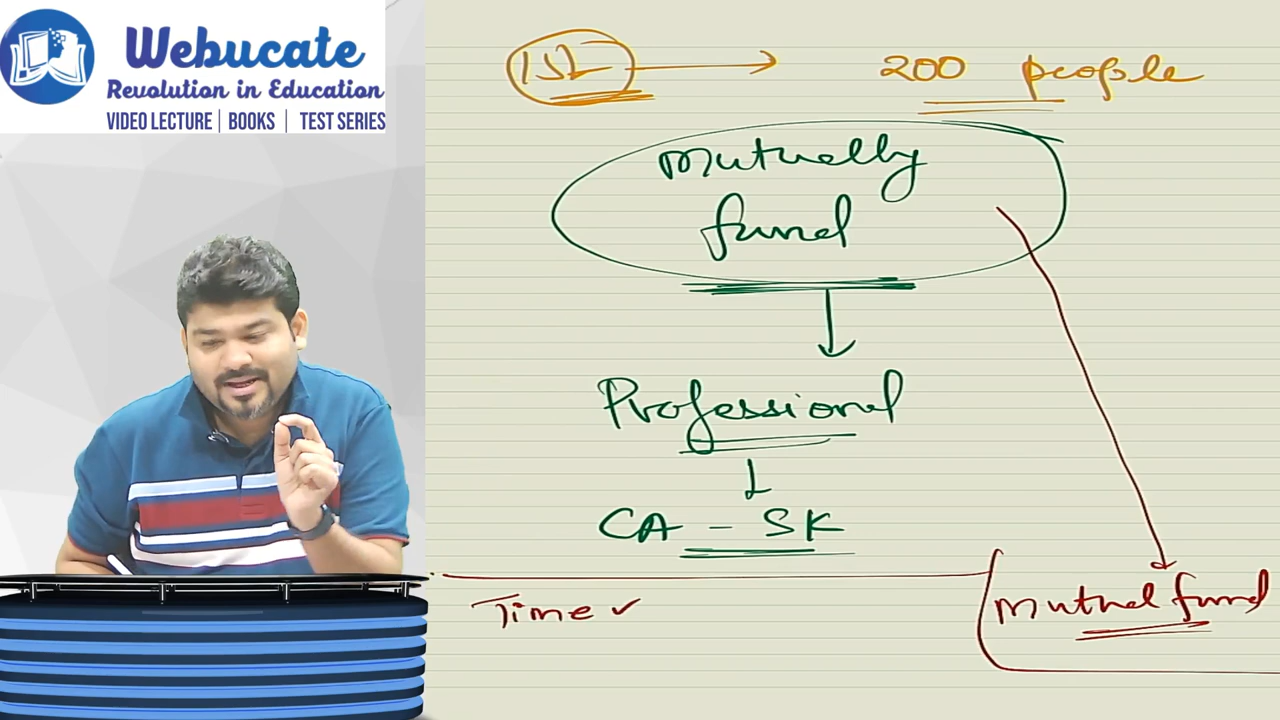 Webucate
Revolution in Education
VIDEO LECTURE | BOOKS | TEST SERIES
200 people
Mutually
fund
Professional
CA - SK
Time ✓
Mutual fund